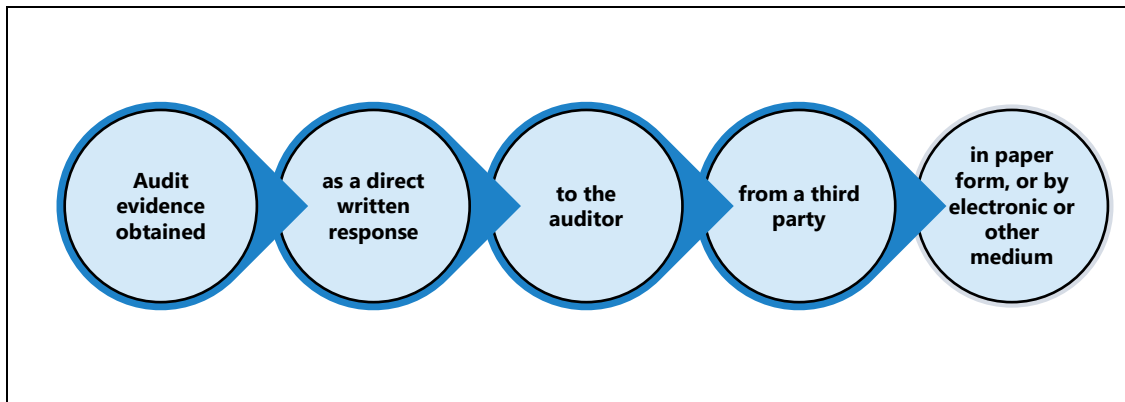 Audit
evidence
obtained
as a direct
written
response
to the
auditor
from a third
party
in paper
form, or by
electronic or
other
medium